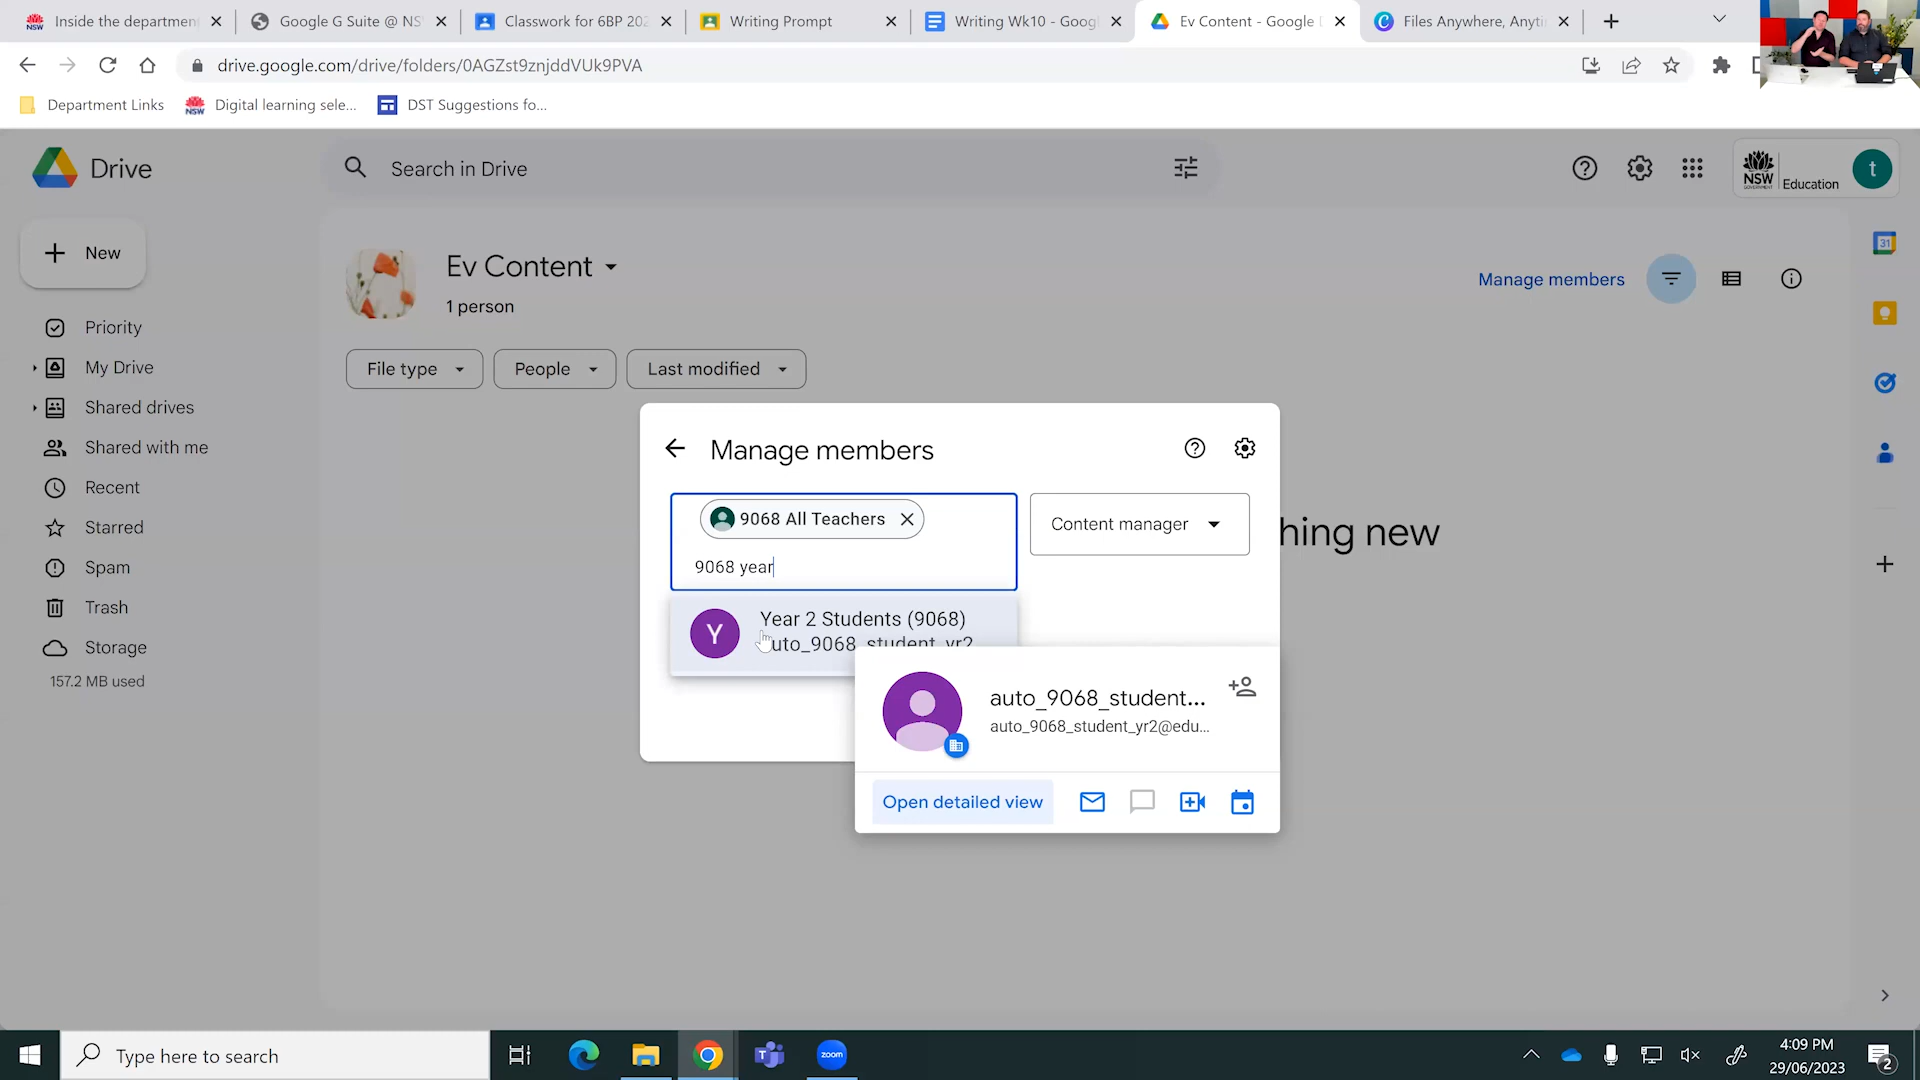 Inside the departmen
Google G Suite @ NS
Classwork for 6BP 202
Writing Prompt
Writing Wk10 - Goog
Ev Content - Google D
Files Anywhere, Anyti
drive.google.com/drive/folders/0AGZst9znjddVUk9PVA
Department Links
Digital learning sele...
DST Suggestions fo...
Drive
Search in Drive
NSW
GOVERNMENT
Education
t
New
Ev Content
1 person
Manage members
Priority
My Drive
Shared drives
Shared with me
Recent
Starred
Spam
Trash
Storage
157.2 MB used
File type
People
Last modified
31
Manage members
9068 All Teachers
9068 year
Content manager
hing new
Y
Year 2 Students (9068)
auto_9068_student_yr2
auto_9068_student...
auto_9068_student_yr2@edu...
Open detailed view
Type here to search
zoom
4:09 PM
29/06/2023
2